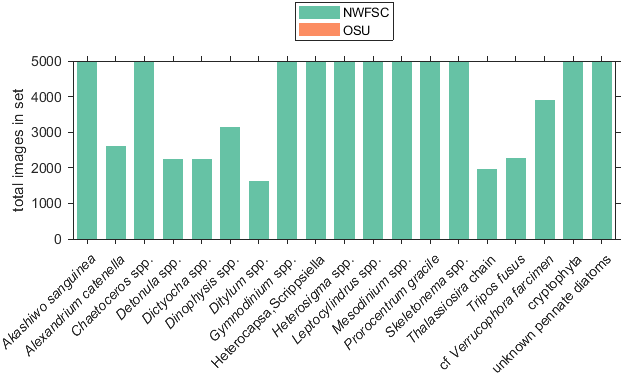 NWFSC
OSU
total images in set
5000
4000
3000
2000
1000
0
Akashiwo sanguinea
Alexandrium catenella
Chaetoceros spp.
Detonula spp.
Dictyocha spp.
Dinophysis spp.
Ditylum spp.
Gymnodinium spp.
Heterocapsa,Scrippsiella
Heterosigma spp.
Leptocylindrus spp.
Mesodinium spp.
Prorocentrum gracile
Skeletonema spp.
Thalassiosira chain
Tripos fusus
cf Verrucophora farcimen
cryptophyta
unknown pennate diatoms